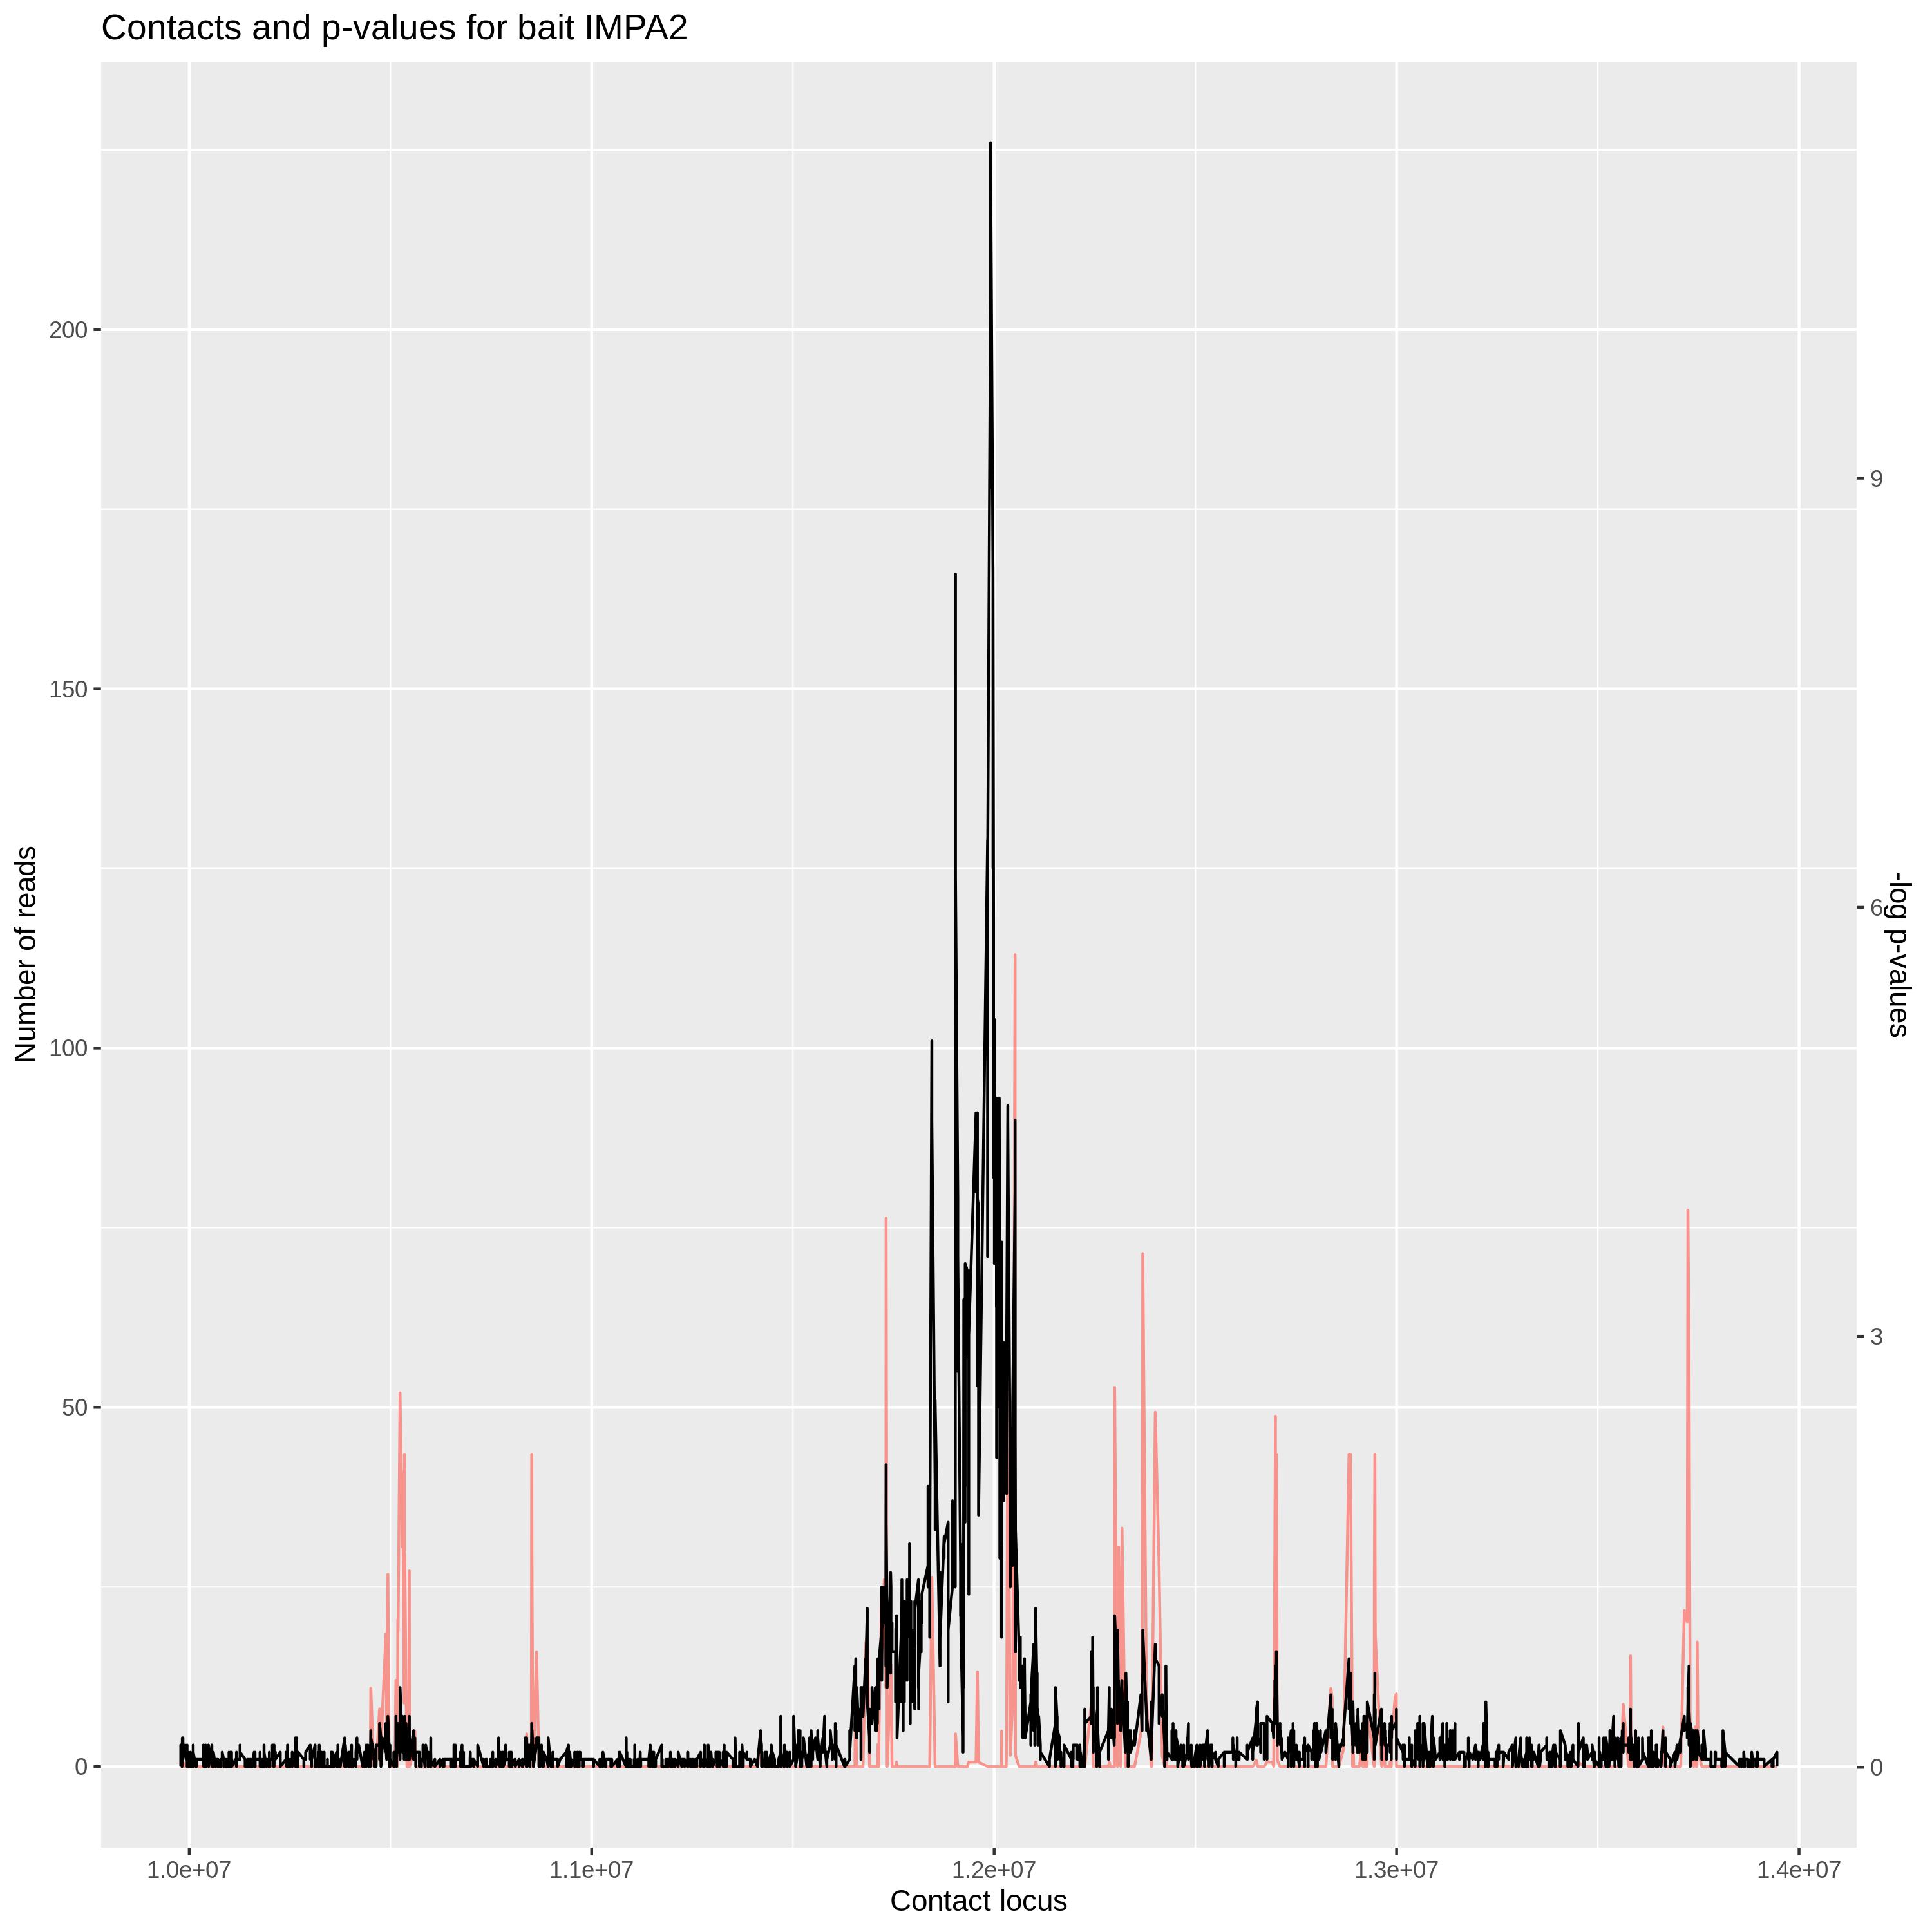 Contacts and p-values for bait IMPA2
Number of reads
200
150
100
50
0
9
6
3
0
-log p-values
1.0e+07
1.1e+07
1.2e+07
1.3e+07
1.4e+07
Contact locus